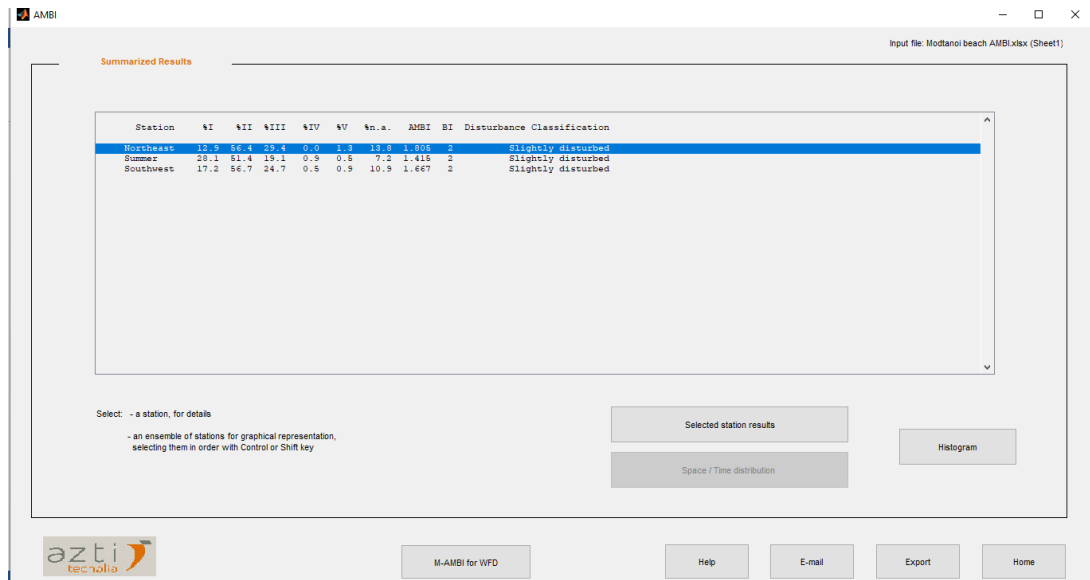 AMBI
Input file: Modtanoi beach AMBI.xlsx (Sheet1)
Summarized Results
Station %I %II %III %IV %V %n.a. AMBI BI Disturbance Classification
Northeast 12.9 56.4 29.4 0.0 1.3 13.8 1.805 2 Slightly disturbed
Summer 28.1 51.4 19.1 0.9 0.5 7.2 1.415 2 Slightly disturbed
Southwest 17.2 56.7 24.7 0.5 0.9 10.9 1.667 2 Slightly disturbed
Select: - a station, for details
- an ensemble of stations for graphical representation,
selecting them in order with Control or Shift key
Selected station results
Histogram
Space / Time distribution
azti
tecnalia
M-AMBI for WFD
Help
E-mail
Export
Home